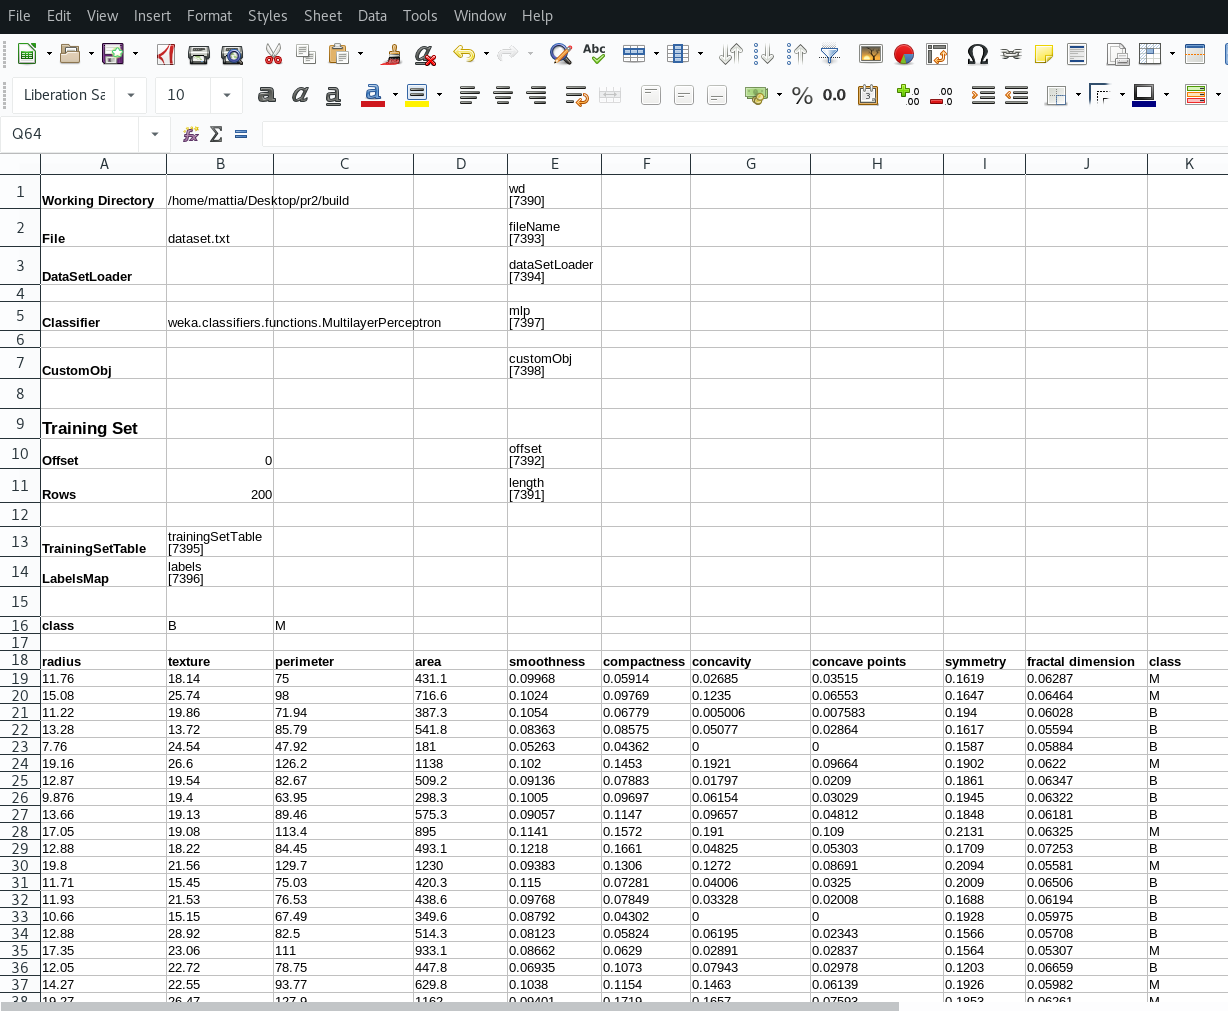 File Edit View Insert Format Styles Sheet Data Tools Window Help
Abc
Liberation Sa 10 a a a a 0.0 .00 .00
Q64
A B C D E F G H I J K
1 Working Directory /home/mattia/Desktop/pr2/build wd [7390]
2 File dataset.txt fileName [7393]
3 DataSetLoader dataSetLoader [7394]
4
5 Classifier weka.classifiers.functions.MultilayerPerceptron mlp [7397]
6
7 CustomObj customObj [7398]
8
9 Training Set
10 Offset 0 offset [7392]
11 Rows 200 length [7391]
12
13 TrainingSetTable trainingSetTable [7395]
14 LabelsMap labels [7396]
15
16 class B M
17
18 radius texture perimeter area smoothness compactness concavity concave points symmetry fractal dimension class
19 11.76 18.14 75 431.1 0.09968 0.05914 0.02685 0.03515 0.1619 0.06287 M
20 15.08 25.74 98 716.6 0.1024 0.09769 0.1235 0.06553 0.1647 0.06464 M
21 11.22 19.86 71.94 387.3 0.1054 0.06779 0.005006 0.007583 0.194 0.06028 B
22 13.28 13.72 85.79 541.8 0.08363 0.08575 0.05077 0.02864 0.1617 0.05594 B
23 7.76 24.54 47.92 181 0.05263 0.04362 0 0 0.1587 0.05884 B
24 19.16 26.6 126.2 1138 0.102 0.1453 0.1921 0.09664 0.1902 0.0622 M
25 12.87 19.54 82.67 509.2 0.09136 0.07883 0.01797 0.0209 0.1861 0.06347 B
26 9.876 19.4 63.95 298.3 0.1005 0.09697 0.06154 0.03029 0.1945 0.06322 B
27 13.66 19.13 89.46 575.3 0.09057 0.1147 0.09657 0.04812 0.1848 0.06181 B
28 17.05 19.08 113.4 895 0.1141 0.1572 0.191 0.109 0.2131 0.06325 M
29 12.88 18.22 84.45 493.1 0.1218 0.1661 0.04825 0.05303 0.1709 0.07253 B
30 19.8 21.56 129.7 1230 0.09383 0.1306 0.1272 0.08691 0.2094 0.05581 M
31 11.71 15.45 75.03 420.3 0.115 0.07281 0.04006 0.0325 0.2009 0.06506 B
32 11.93 21.53 76.53 438.6 0.09768 0.07849 0.03328 0.02008 0.1688 0.06194 B
33 10.66 15.15 67.49 349.6 0.08792 0.04302 0 0 0.1928 0.05975 B
34 12.88 28.92 82.5 514.3 0.08123 0.05824 0.06195 0.02343 0.1566 0.05708 B
35 17.35 23.06 111 933.1 0.08662 0.0629 0.02891 0.02837 0.1564 0.05307 M
36 12.05 22.72 78.75 447.8 0.06935 0.1073 0.07943 0.02978 0.1203 0.06659 B
37 14.27 22.55 93.77 629.8 0.1038 0.1154 0.1463 0.06139 0.1926 0.05982 M
38 19.27 26.47 127.9 1162 0.09401 0.1719 0.1657 0.07593 0.1853 0.06261 M